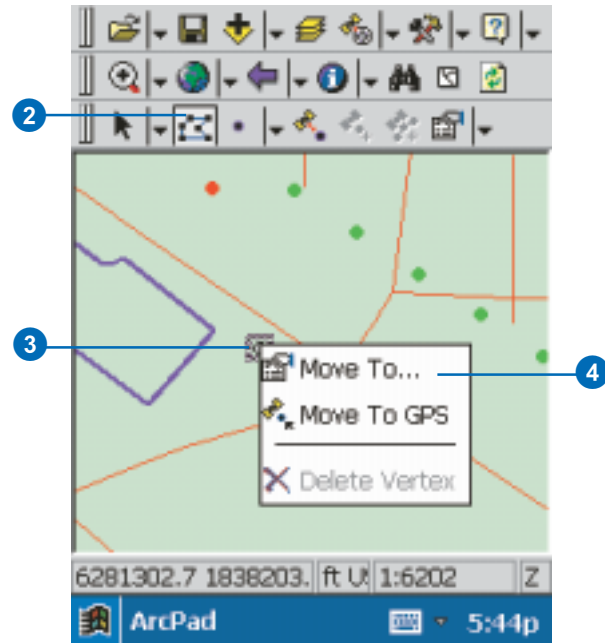 2
3
Move To...
4
Move To GPS
Delete Vertex
6281302.7 1838203. ft U 1:6202 Z
ArcPad 5:44p